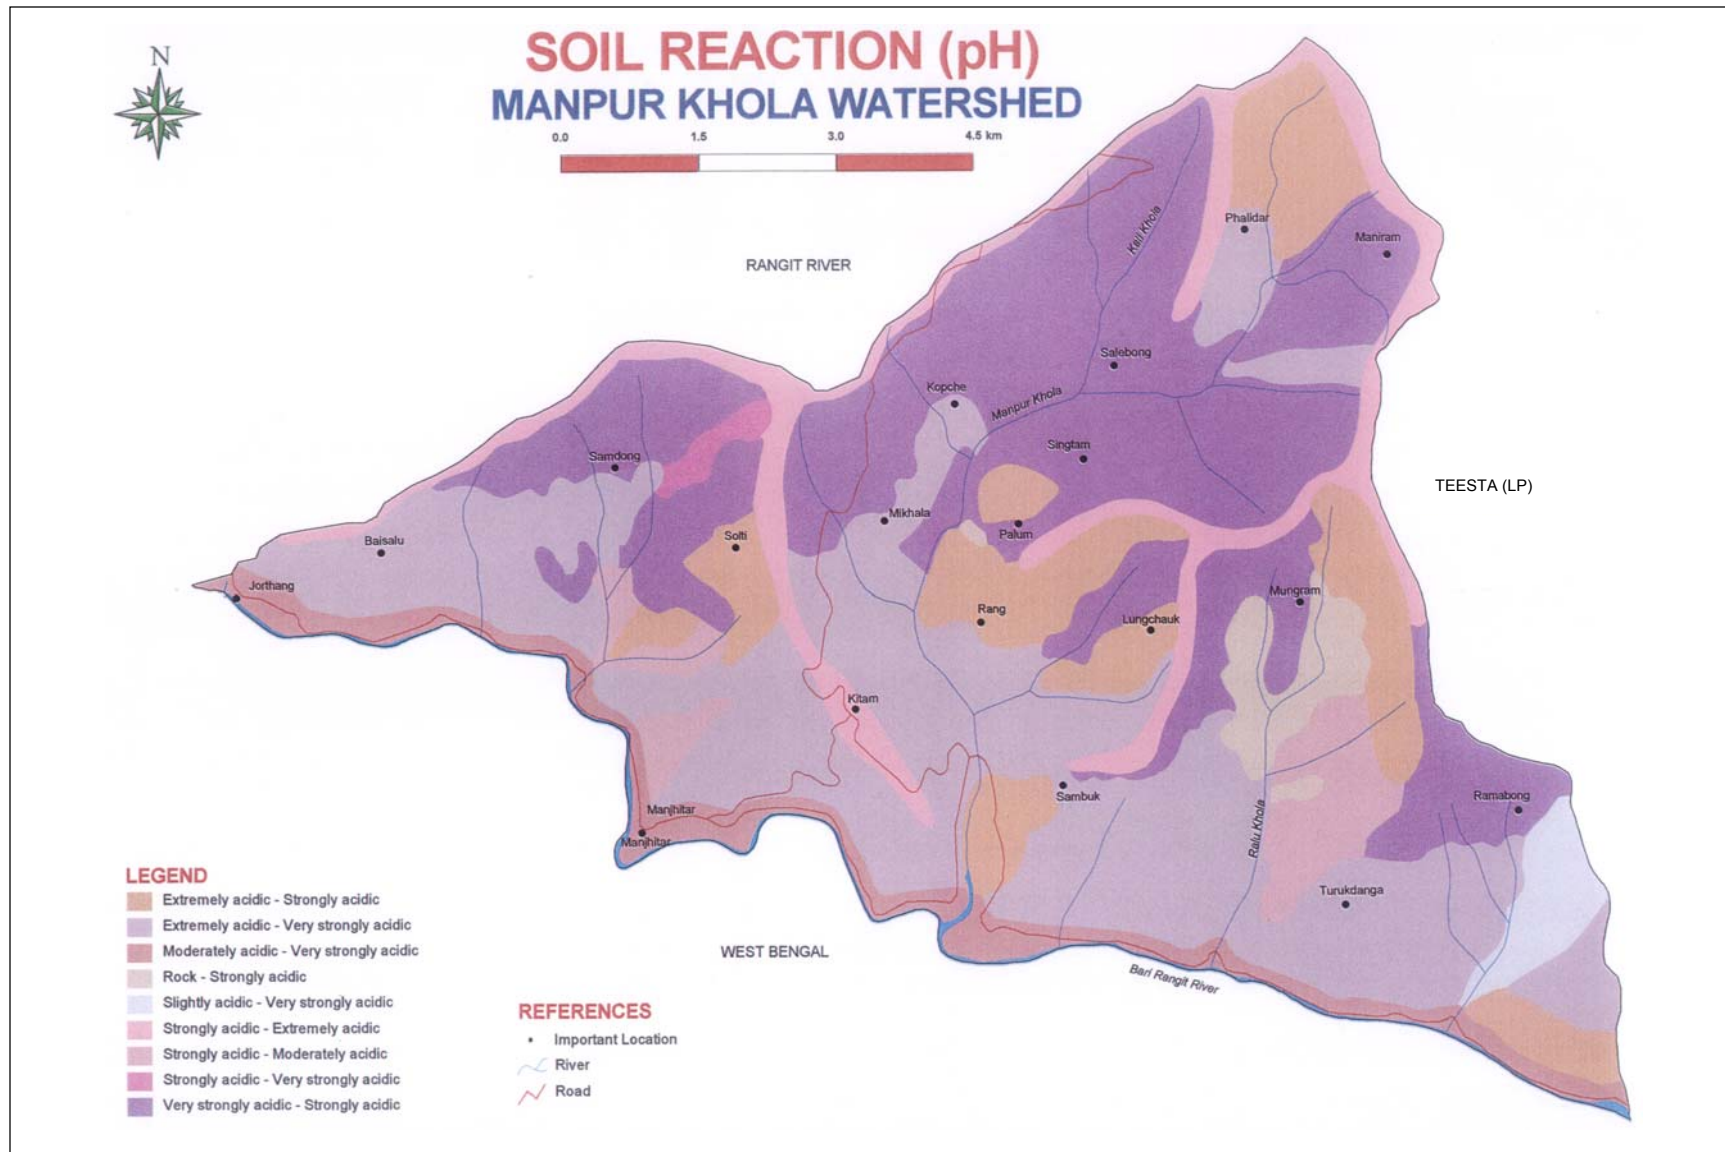 N
SOIL REACTION (pH)
MANPUR KHOLA WATERSHED
0.0 1.5 3.0 4.5 km
RANGIT RIVER
Kali Khola
Phalidar
Maniram
Salebong
Kopche
Manpur Khola
Singtam
Samdong
TEESTA (LP)
Mikhala
Palum
Solti
Baisalu
Jorthang
Rang
Lungchauk
Mungram
Kitam
Sambuk
Ramabong
Manjhitar
Manjhitar
Ralu Khola
Turukdanga
WEST BENGAL
Bari Rangit River
LEGEND
Extremely acidic - Strongly acidic
Extremely acidic - Very strongly acidic
Moderately acidic - Very strongly acidic
Rock - Strongly acidic
Slightly acidic - Very strongly acidic
Strongly acidic - Extremely acidic
Strongly acidic - Moderately acidic
Strongly acidic - Very strongly acidic
Very strongly acidic - Strongly acidic
REFERENCES
Important Location
River
Road